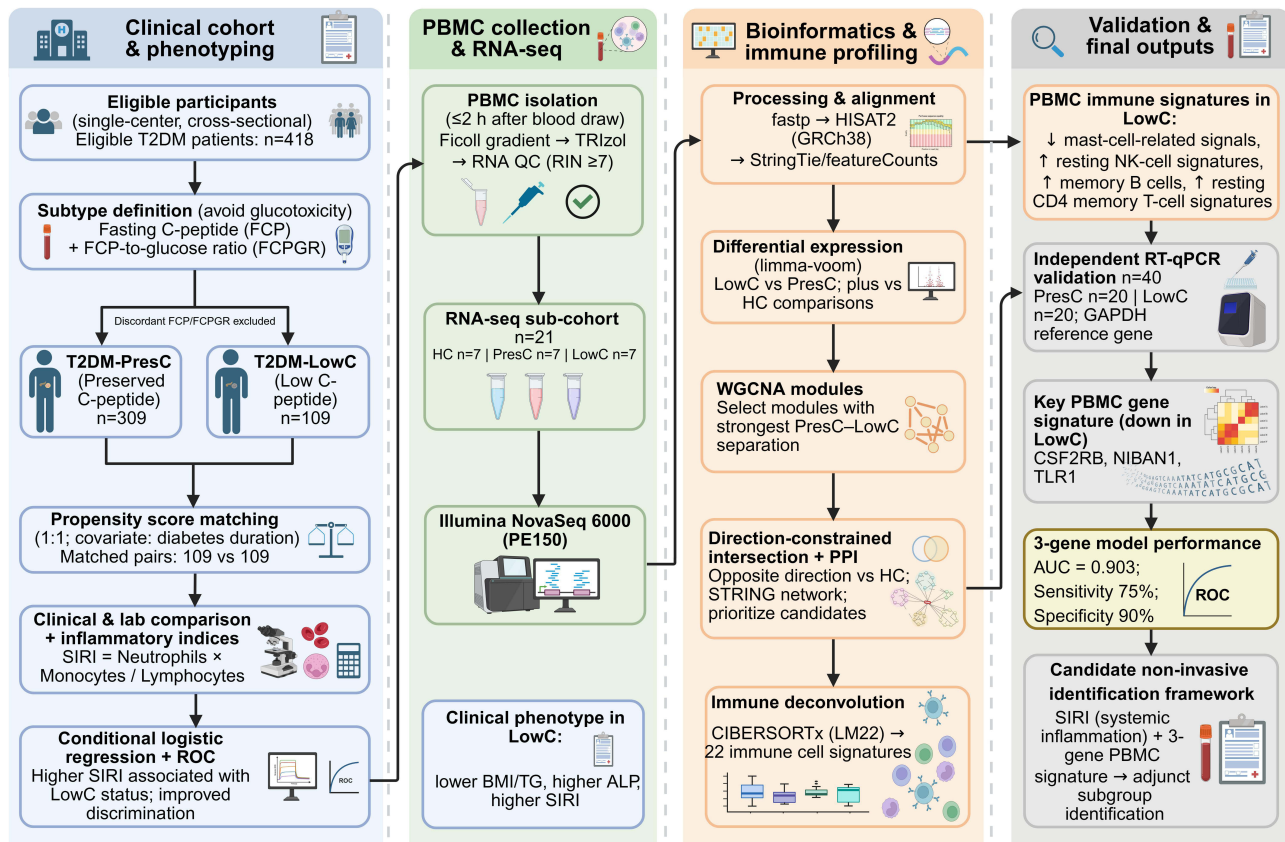 Clinical cohort
& phenotyping
Eligible participants
(single-center, cross-sectional)
Eligible T2DM patients: n=418
Subtype definition (avoid glucotoxicity)
Fasting C-peptide (FCP)
+ FCP-to-glucose ratio (FCPGR)
Discordant FCP/FCPGR excluded
T2DM-PresC
(Preserved
C-peptide)
n=309
T2DM-LowC
(Low C-
peptide)
n=109
Propensity score matching
(1:1; covariate: diabetes duration)
Matched pairs: 109 vs 109
Clinical & lab comparison
+ inflammatory indices
SIRI = Neutrophils ×
Monocytes / Lymphocytes
Conditional logistic
regression + ROC
Higher SIRI associated with
LowC status; improved
discrimination
ROC
PBMC collection
& RNA-seq
PBMC isolation
(≤2 h after blood draw)
Ficoll gradient → TRIzol
→ RNA QC (RIN ≥7)
RNA-seq sub-cohort
n=21
HC n=7 | PresC n=7 | LowC n=7
Illumina NovaSeq 6000
(PE150)
Clinical phenotype in
LowC:
lower BMI/TG, higher ALP,
higher SIRI
Bioinformatics &
immune profiling
Processing & alignment
fastp → HISAT2
(GRCh38)
→ StringTie/featureCounts
Differential expression
(limma-voom)
LowC vs PresC; plus vs
HC comparisons
WGCNA modules
Select modules with
strongest PresC–LowC
separation
Direction-constrained
intersection + PPI
Opposite direction vs HC;
STRING network;
prioritize candidates
Immune deconvolution
CIBERSORTx (LM22) →
22 immune cell signatures
Validation &
final outputs
PBMC immune signatures in
LowC:
↓ mast-cell-related signals,
↑ resting NK-cell signatures,
↑ memory B cells, ↑ resting
CD4 memory T-cell signatures
Independent RT-qPCR
validation n=40
PresC n=20 | LowC
n=20; GAPDH
reference gene
Key PBMC gene
signature (down in
LowC)
CSF2RB, NIBAN1,
TLR1
3-gene model performance
AUC = 0.903;
Sensitivity 75%;
Specificity 90%
ROC
Candidate non-invasive
identification framework
SIRI (systemic
inflammation) + 3-
gene PBMC
signature → adjunct
subgroup
identification